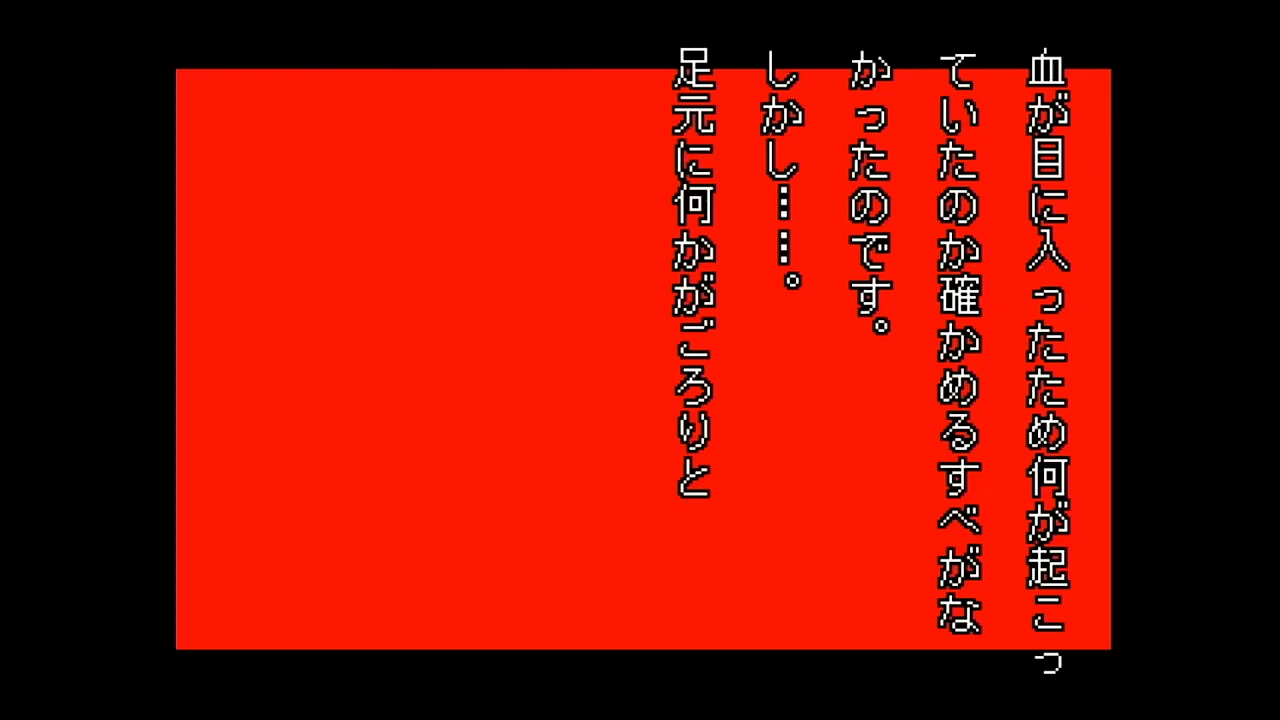 血が目に入ったため何が起こっ
ていたのか確かめるすべがな
かったのです。
しかし……。
足元に何かがごろりと